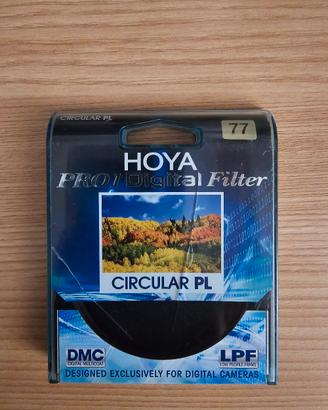 CIRCULAR PL
77
HOYA
PRO1 Digital Filter
CIRCULAR PL
DMC LPF
DIGITAL MULTICOAT LOW PROFILE FRAME
DESIGNED EXCLUSIVELY FOR DIGITAL CAMERAS